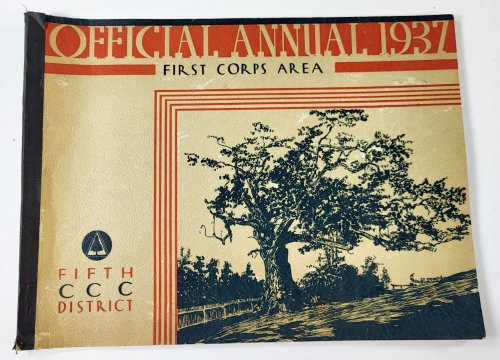 OFFICIAL ANNUAL 1937
FIRST CORPS AREA
FIFTH
CCC
DISTRICT